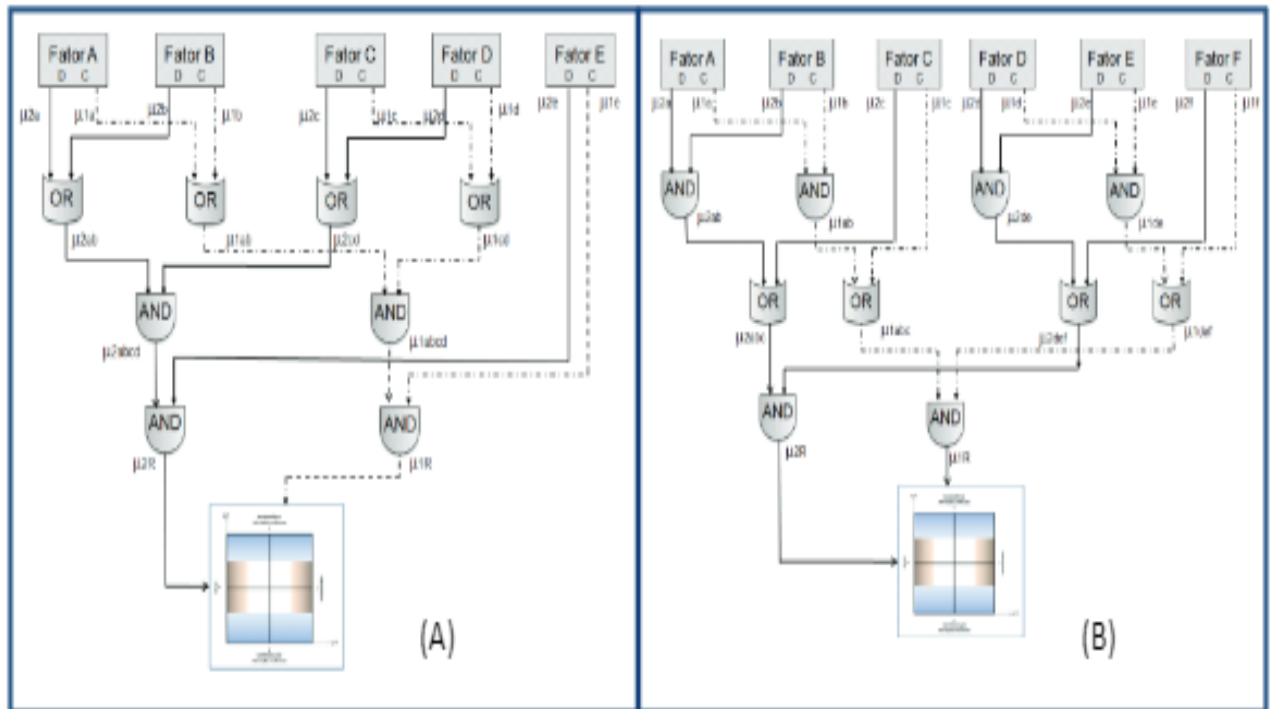 Fator A
Fator B
Fator C
Fator D
Fator E
D C
D C
D C
D C
D C
μ2a
μ1a
μ2b
μ1b
μ2c
μ1c
μ2d
μ1d
μ2e
μ1e
OR
OR
OR
OR
μ2ab
μ1ab
μ2cd
μ1cd
AND
AND
μ2abcd
μ1abcd
AND
AND
μ2R
μ1R
(A)
Fator A
Fator B
Fator C
Fator D
Fator E
Fator F
D C
D C
D C
D C
D C
D C
μ2a
μ2b
μ1b
μ2c
μ1c
μ1d
μ2e
μ1e
μ2f
AND
AND
AND
AND
μ2ab
μ1ab
μ2de
μ1de
OR
OR
OR
OR
μ2abc
μ1abc
μ2def
μ1def
AND
AND
μ2R
μ1R
(B)